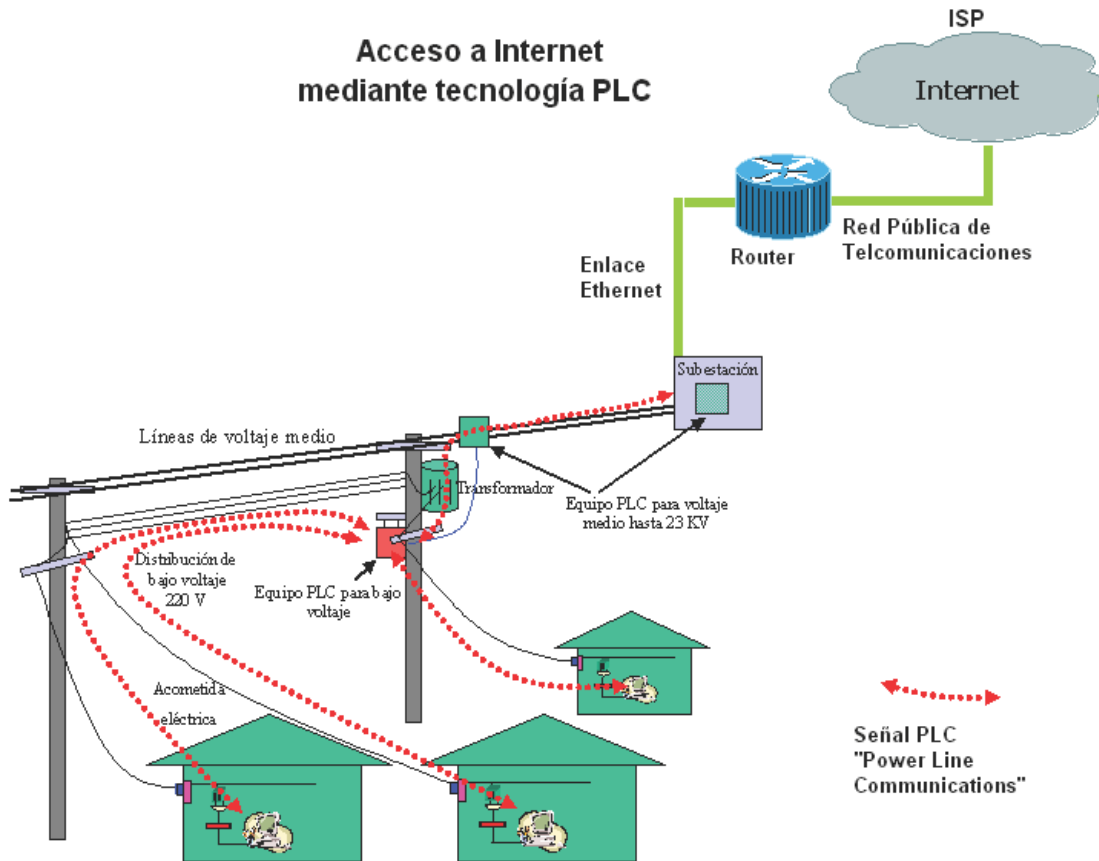 ISP
Acceso a Internet
mediante tecnología PLC
Internet
Red Pública de
Telcomunicaciones
Router
Enlace
Ethernet
Subestación
Líneas de voltaje medio
Transformador
Equipo PLC para voltaje
medio hasta 23 KV
Distribución de
bajo voltaje
220 V
Equipo PLC para bajo
voltaje
Acometida
eléctrica
Señal PLC
"Power Line
Communications"